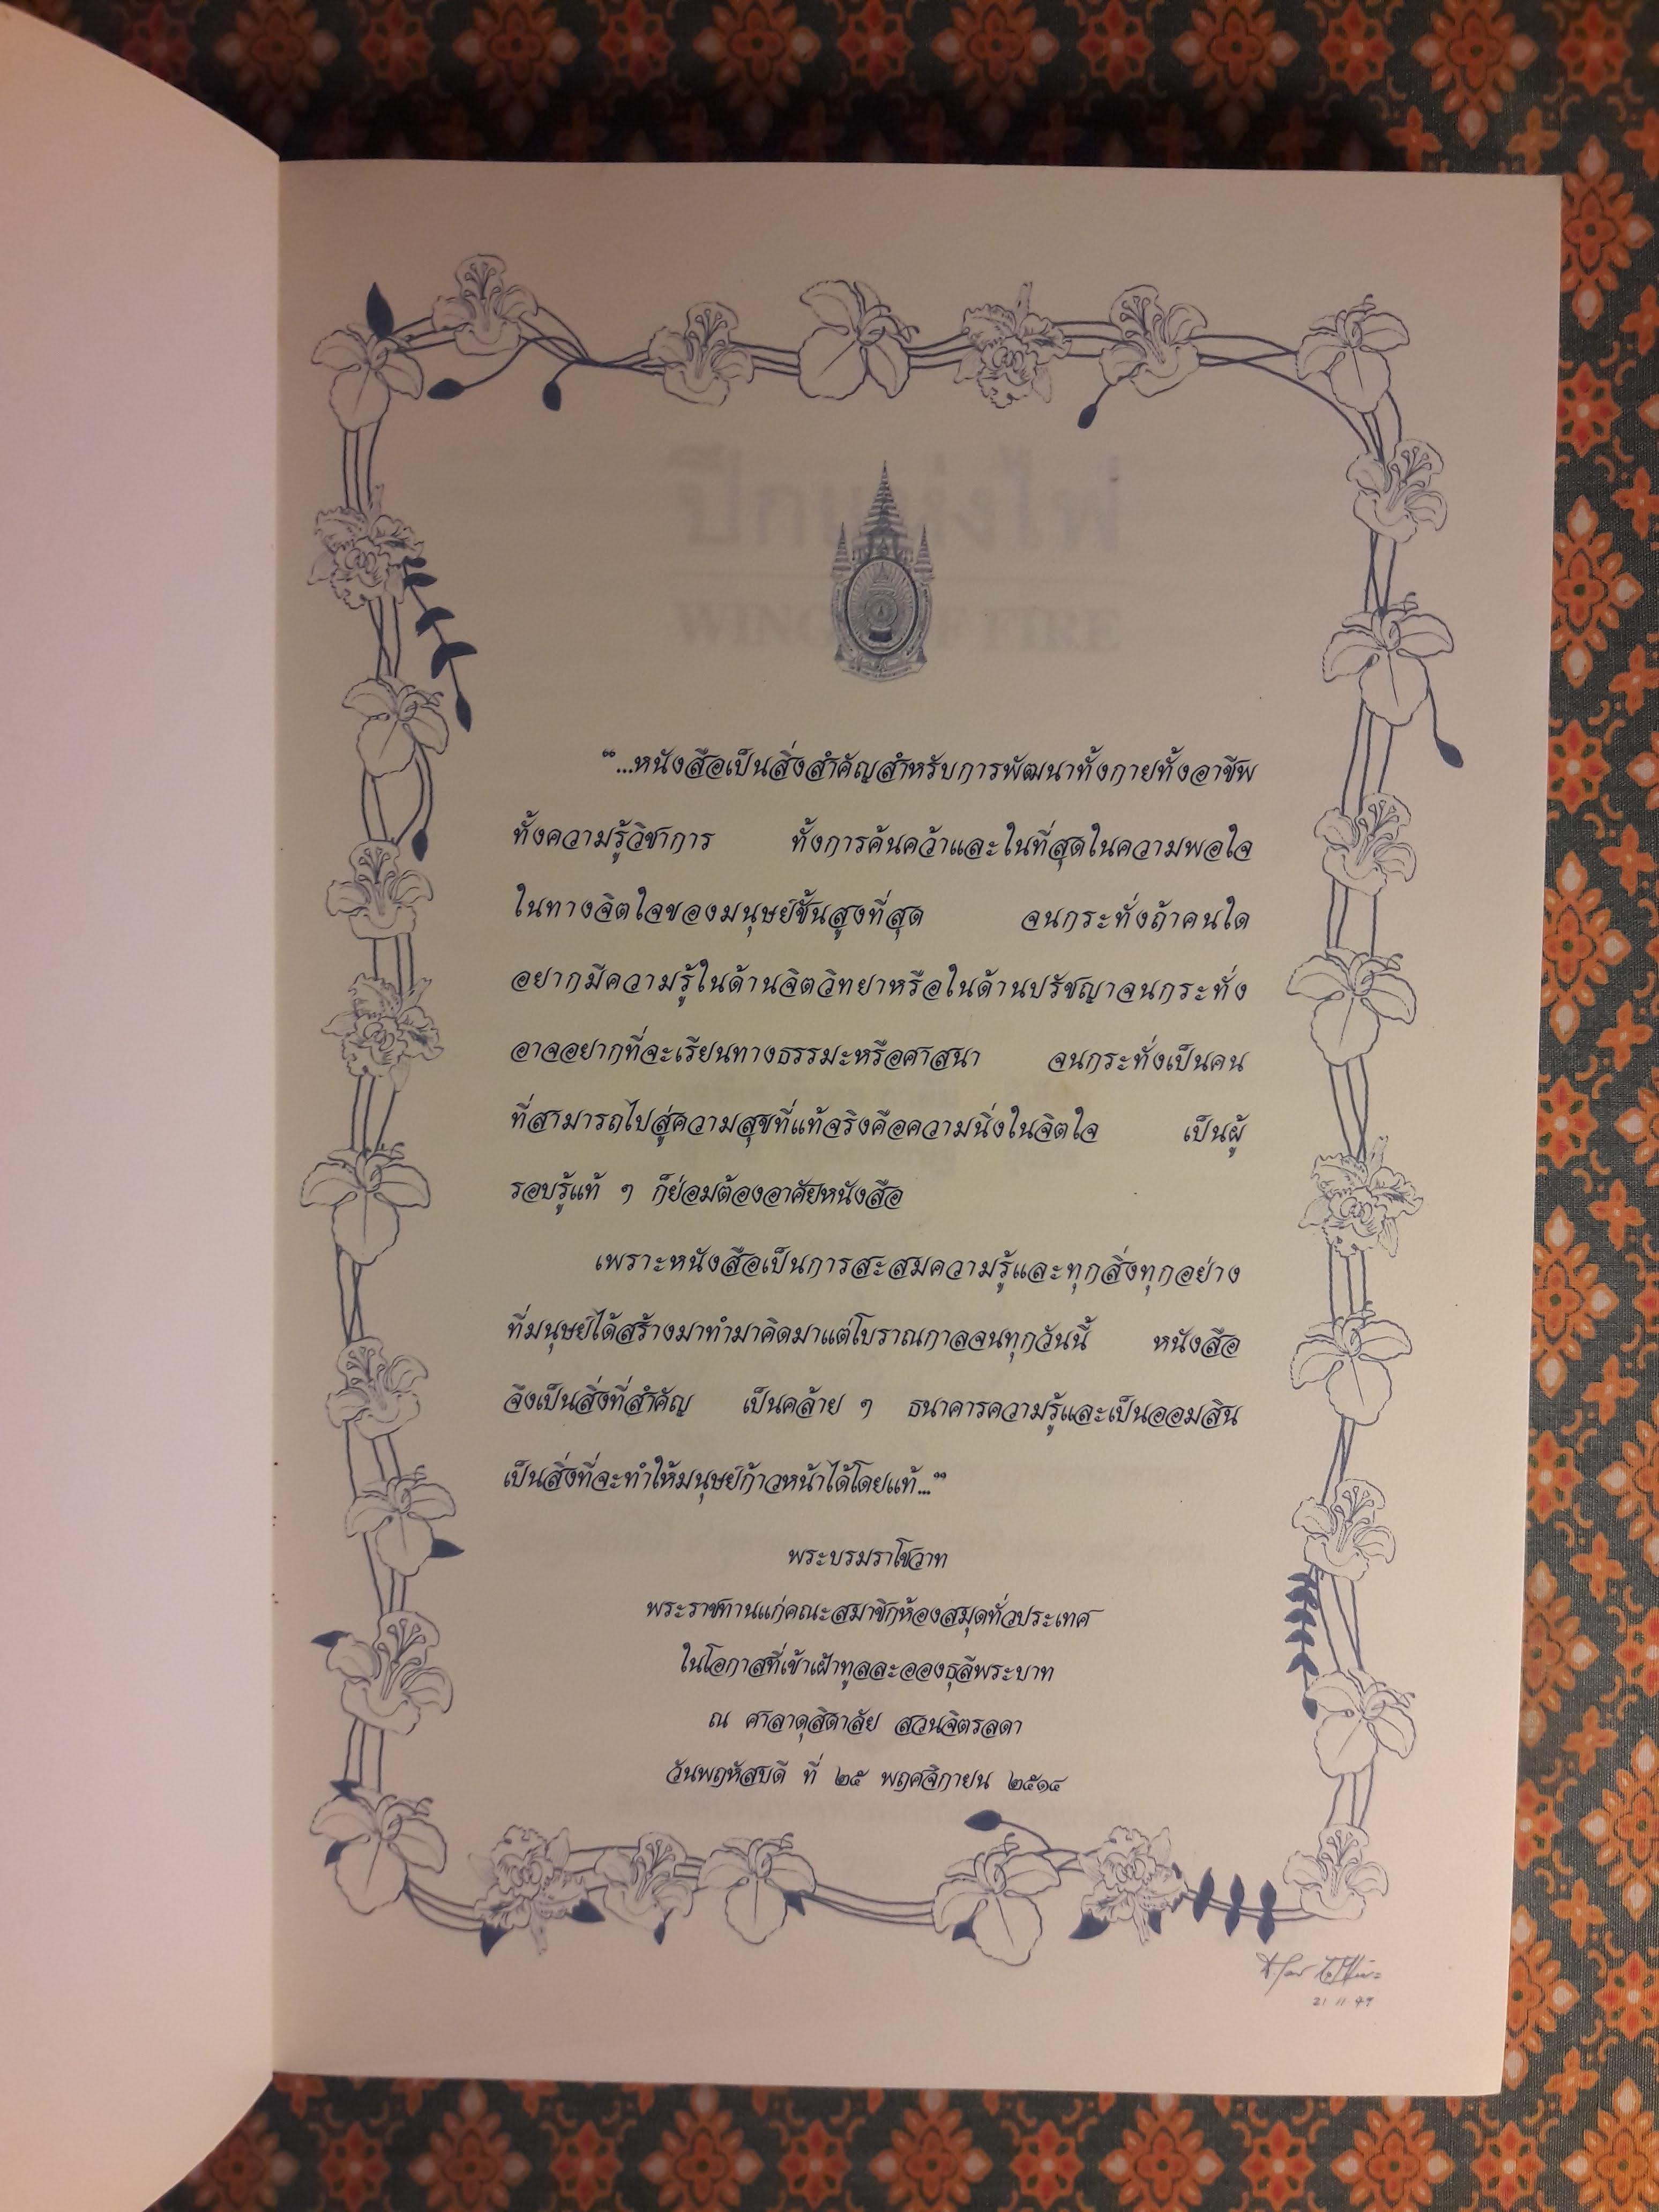 ปีกแห่งไฟ
FIRE
“...หนังสือเป็นสิ่งสำคัญสำหรับการพัฒนาทั้งกายทั้งอาชีพ
ทั้งความรู้วิชาการ ทั้งการค้นคว้าและในที่สุดในความพอใจ
ในทางจิตใจของมนุษย์ชั้นสูงที่สุด จนกระทั่งถ้าคนใด
อยากมีความรู้ในด้านจิตวิทยาหรือในด้านปรัชญาจนกระทั่ง
อาจอยากที่จะเรียนทางธรรมะหรือศาสนา จนกระทั่งเป็นคน
ที่สามารถไปสู่ความสุขที่แท้จริงคือความนิ่งในจิตใจ เป็นผู้
รอบรู้แท้ ๆ ก็ย่อมต้องอาศัยหนังสือ
เพราะหนังสือเป็นการสะสมความรู้และทุกสิ่งทุกอย่าง
ที่มนุษย์ได้สร้างมาทำมาคิดมาแต่โบราณกาลจนทุกวันนี้ หนังสือ
จึงเป็นสิ่งที่สำคัญ เป็นคล้าย ๆ ธนาคารความรู้และเป็นออมสิน
เป็นสิ่งที่จะทำให้มนุษย์ก้าวหน้าได้โดยแท้...”
พระบรมราโชวาท
พระราชทานแก่คณะสมาชิกห้องสมุดทั่วประเทศ
ในโอกาสที่เข้าเฝ้าทูลละอองธุลีพระบาท
ณ ศาลาดุสิดาลัย สวนจิตรลดา
วันพฤหัสบดี ที่ ๒๕ พฤศจิกายน ๒๕๑๔